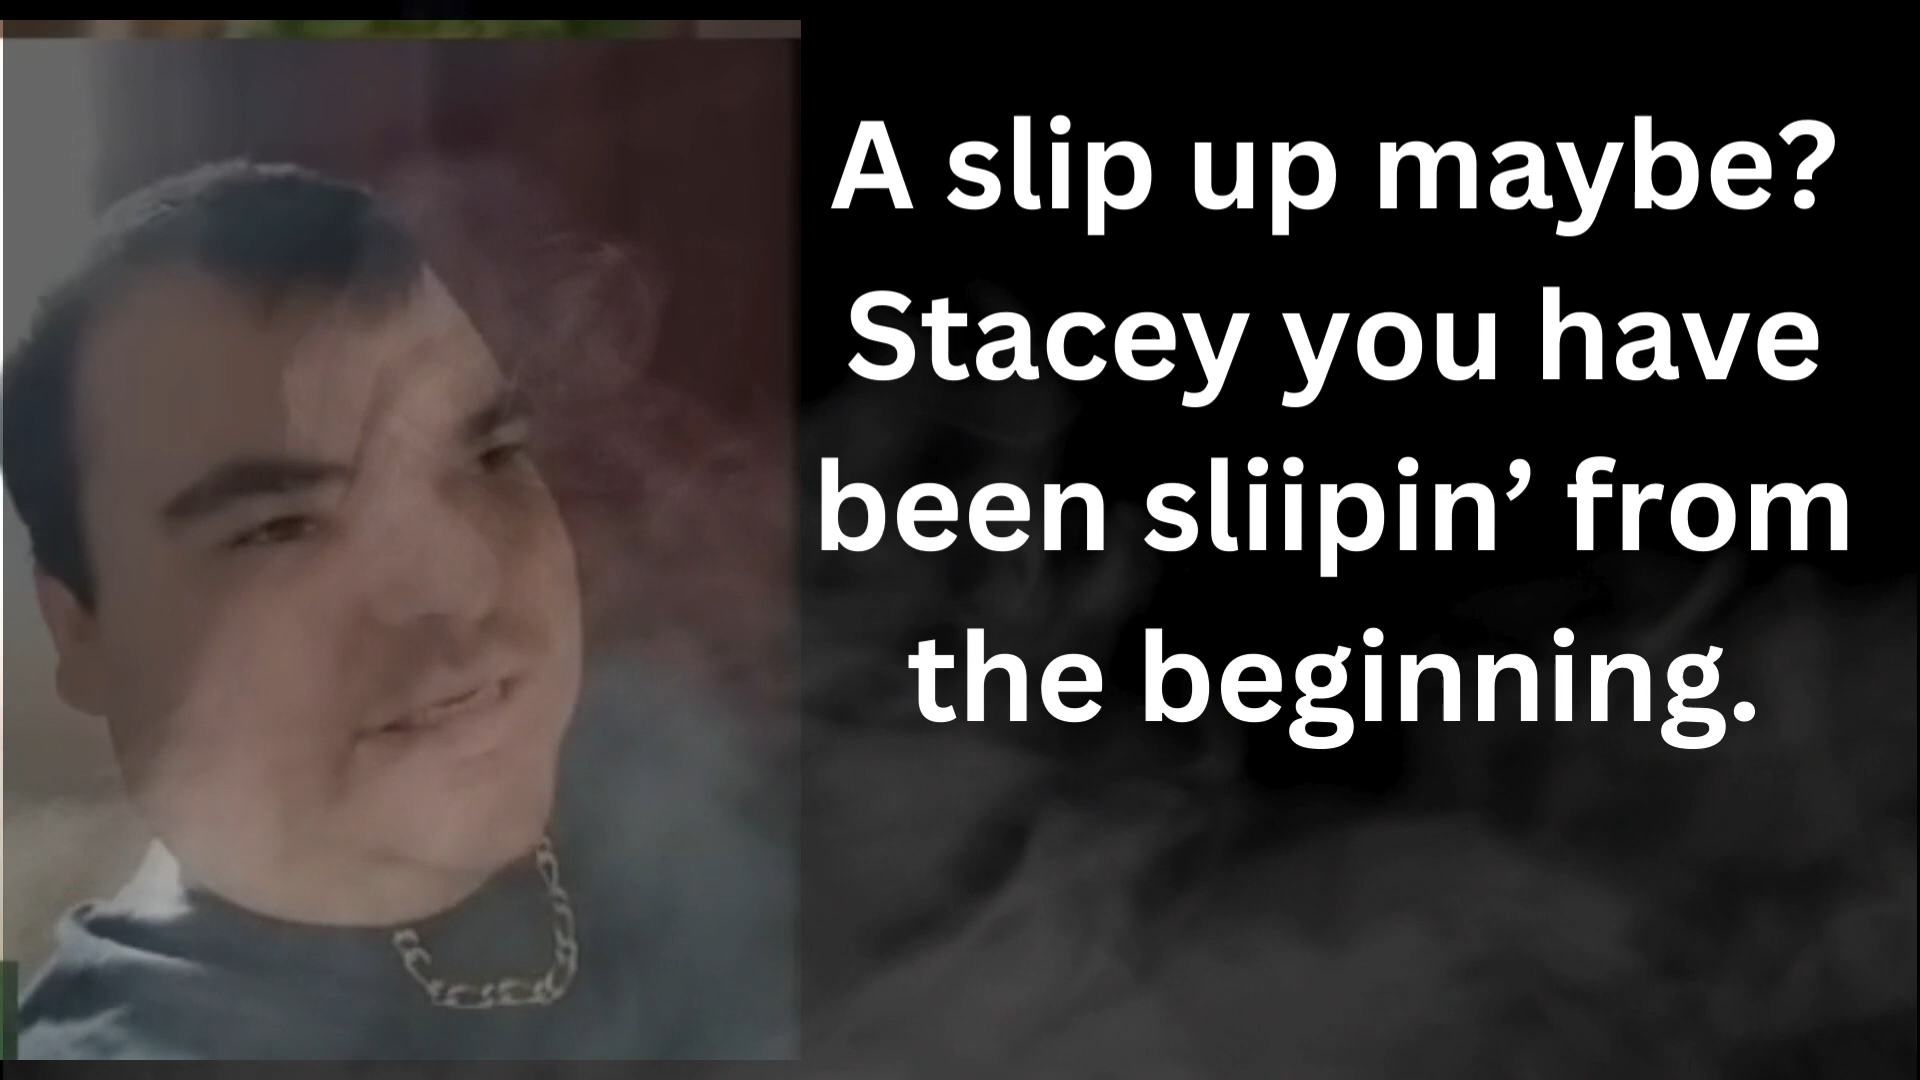 A slip up maybe?
Stacey you have
been sliipin’ from
the beginning.